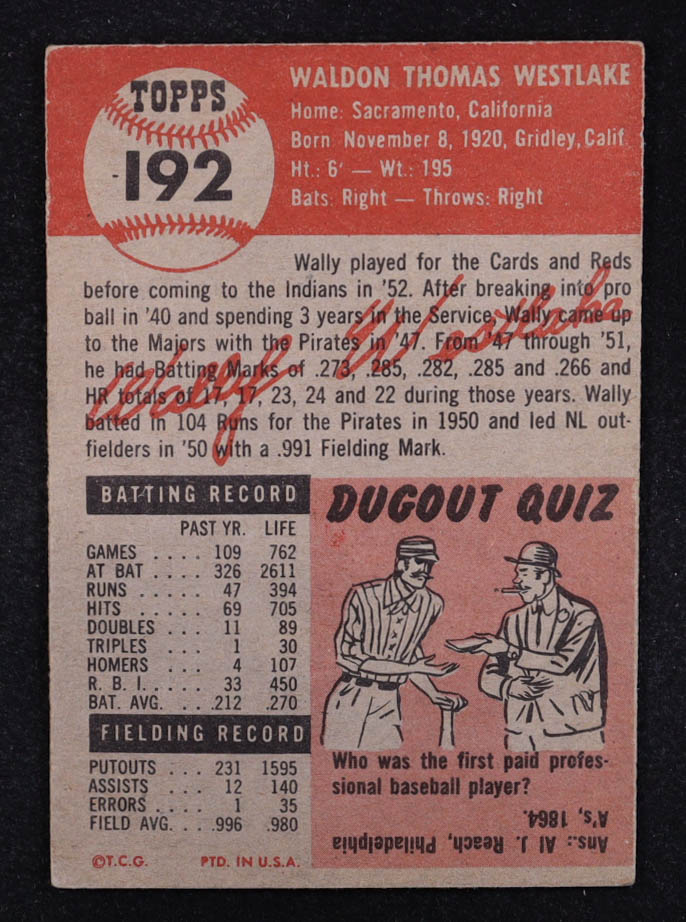 TOPPS
192
WALDON THOMAS WESTLAKE
Home: Sacramento, California
Born: November 8, 1920, Gridley, Calif.
Ht.: 6' — Wt.: 195
Bats: Right — Throws: Right
Wally played for the Cards and Reds
before coming to the Indians in '52. After breaking into pro
ball in '40 and spending 3 years in the Service, Wally came up
to the Majors with the Pirates in '47. From '47 through '51,
he had Batting Marks of .273, .285, .282, .285 and .266 and
HR totals of 17, 17, 23, 24 and 22 during those years. Wally
batted in 104 Runs for the Pirates in 1950 and led NL out-
fielders in '50 with a .991 Fielding Mark.
Wally Westlake
BATTING RECORD
PAST YR. LIFE
GAMES .... 109 762
AT BAT .... 326 2611
RUNS .... 47 394
HITS .... 69 705
DOUBLES ... 11 89
TRIPLES ... 1 30
HOMERS ... 4 107
R. B. I. .... 33 450
BAT. AVG. ... .212 .270
FIELDING RECORD
PUTOUTS ... 231 1595
ASSISTS ... 12 140
ERRORS ... 1 35
FIELD AVG. .. .996 .980
©T.C.G. PTD. IN U.S.A.
DUGOUT QUIZ
Who was the first paid profes-
sional baseball player?
Ans.: Al J. Reach, Philadelphia
A's, 1864.